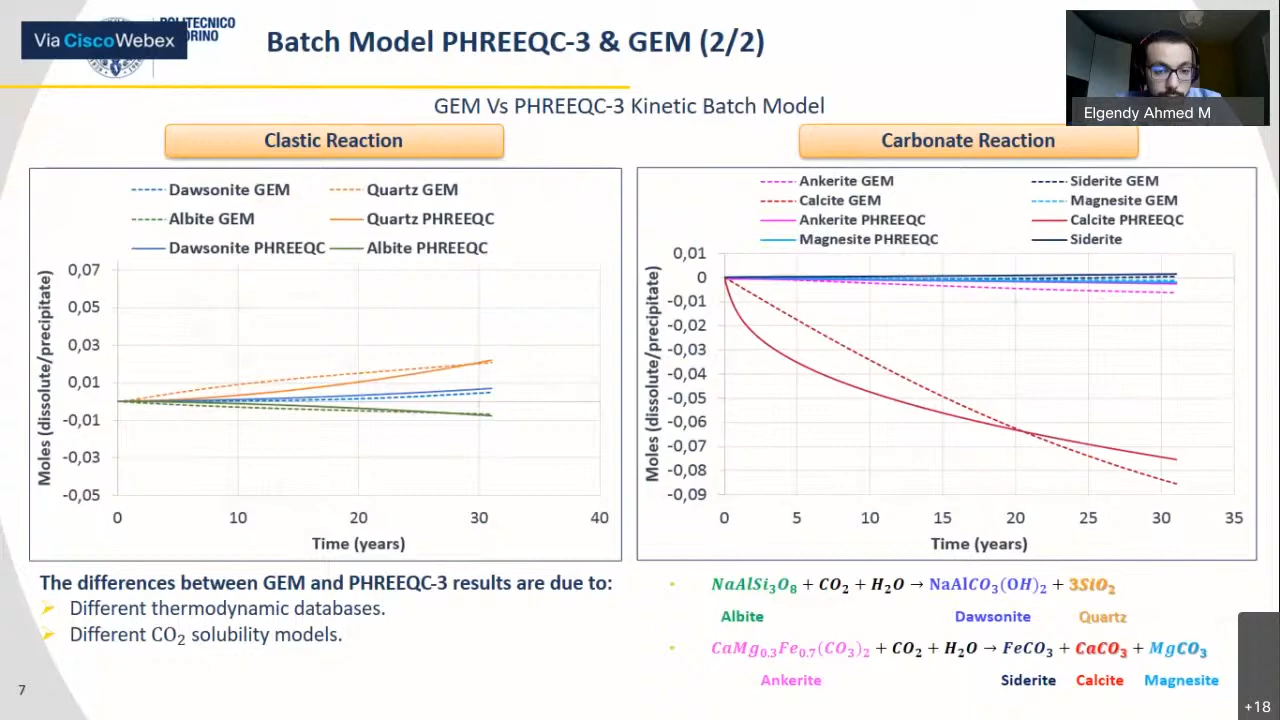 Via Cisco Webex
POLITECNICO
ORINO
Batch Model PHREEQC-3 & GEM (2/2)
Elgendy Ahmed M
GEM Vs PHREEQC-3 Kinetic Batch Model
Clastic Reaction
Dawsonite GEM
Quartz GEM
Albite GEM
Quartz PHREEQC
Dawsonite PHREEQC
Albite PHREEQC
Moles (dissolute/precipitate)
0,07
0,05
0,03
0,01
-0,01
-0,03
-0,05
0 10 20 30 40
Time (years)
Carbonate Reaction
Ankerite GEM
Siderite GEM
Calcite GEM
Magnesite GEM
Ankerite PHREEQC
Calcite PHREEQC
Magnesite PHREEQC
Siderite
Moles (dissolute/precipitate)
0,01
0
-0,01
-0,02
-0,03
-0,04
-0,05
-0,06
-0,07
-0,08
-0,09
0 5 10 15 20 25 30 35
Time (years)
The differences between GEM and PHREEQC-3 results are due to:
Different thermodynamic databases.
Different CO₂ solubility models.
NaAlSi₃O₈ + CO₂ + H₂O → NaAlCO₃(OH)₂ + 3SiO₂
Albite Dawsonite Quartz
CaMg₀.₃Fe₀.₇(CO₃)₂ + CO₂ + H₂O → FeCO₃ + CaCO₃ + MgCO₃
Ankerite Siderite Calcite Magnesite
7
+18